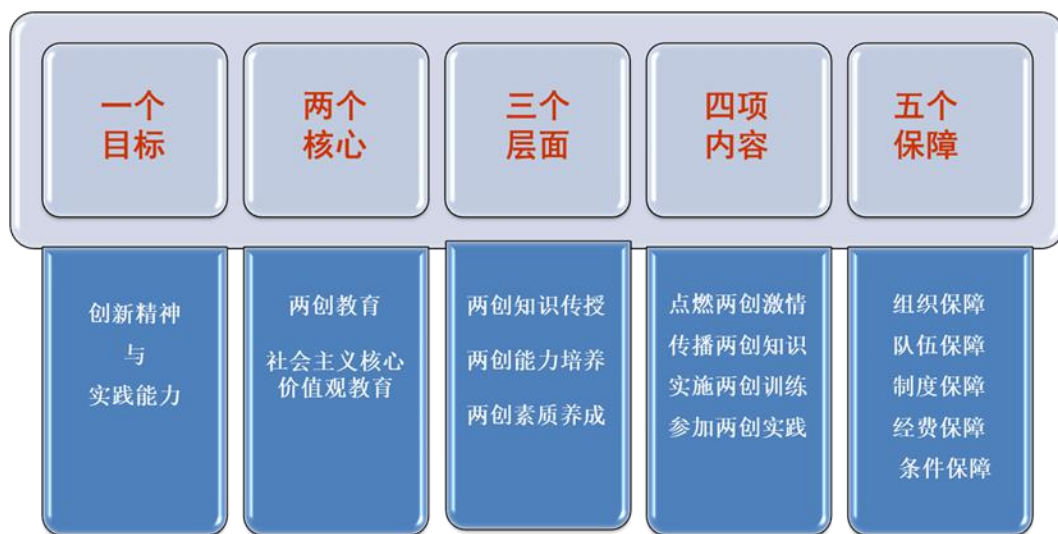 一个
目标
两个
核心
三个
层面
四项
内容
五个
保障
创新精神
与
实践能力
两创教育
社会主义核心
价值观教育
两创知识传授
两创能力培养
两创素质养成
点燃两创激情
传播两创知识
实施两创训练
参加两创实践
组织保障
队伍保障
制度保障
经费保障
条件保障